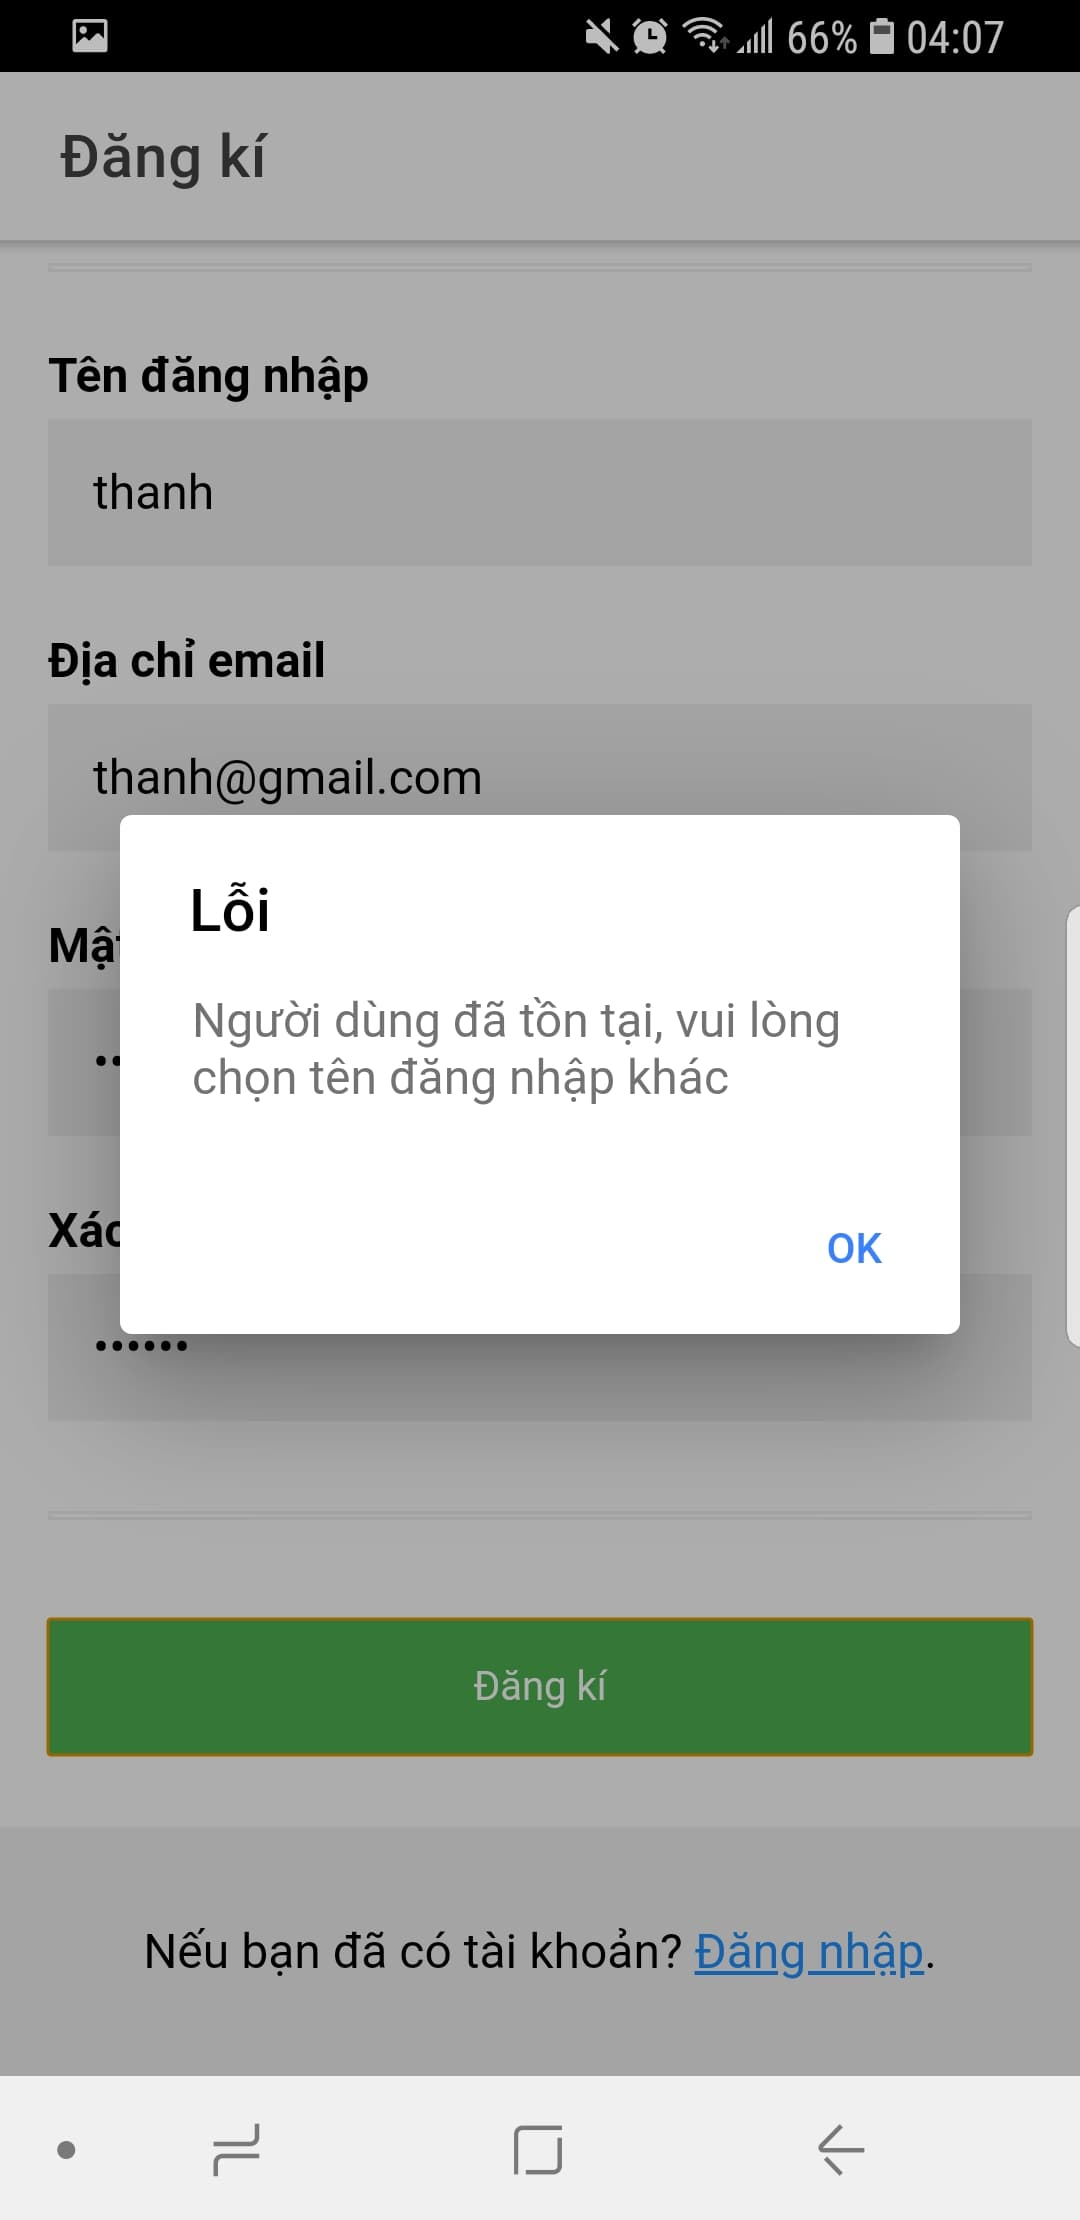 66% 04:07
Đăng kí
Tên đăng nhập
thanh
Địa chỉ email
thanh@gmail.com
Lỗi
Người dùng đã tồn tại, vui lòng
chọn tên đăng nhập khác
OK
Đăng kí
Nếu bạn đã có tài khoản? Đăng nhập.